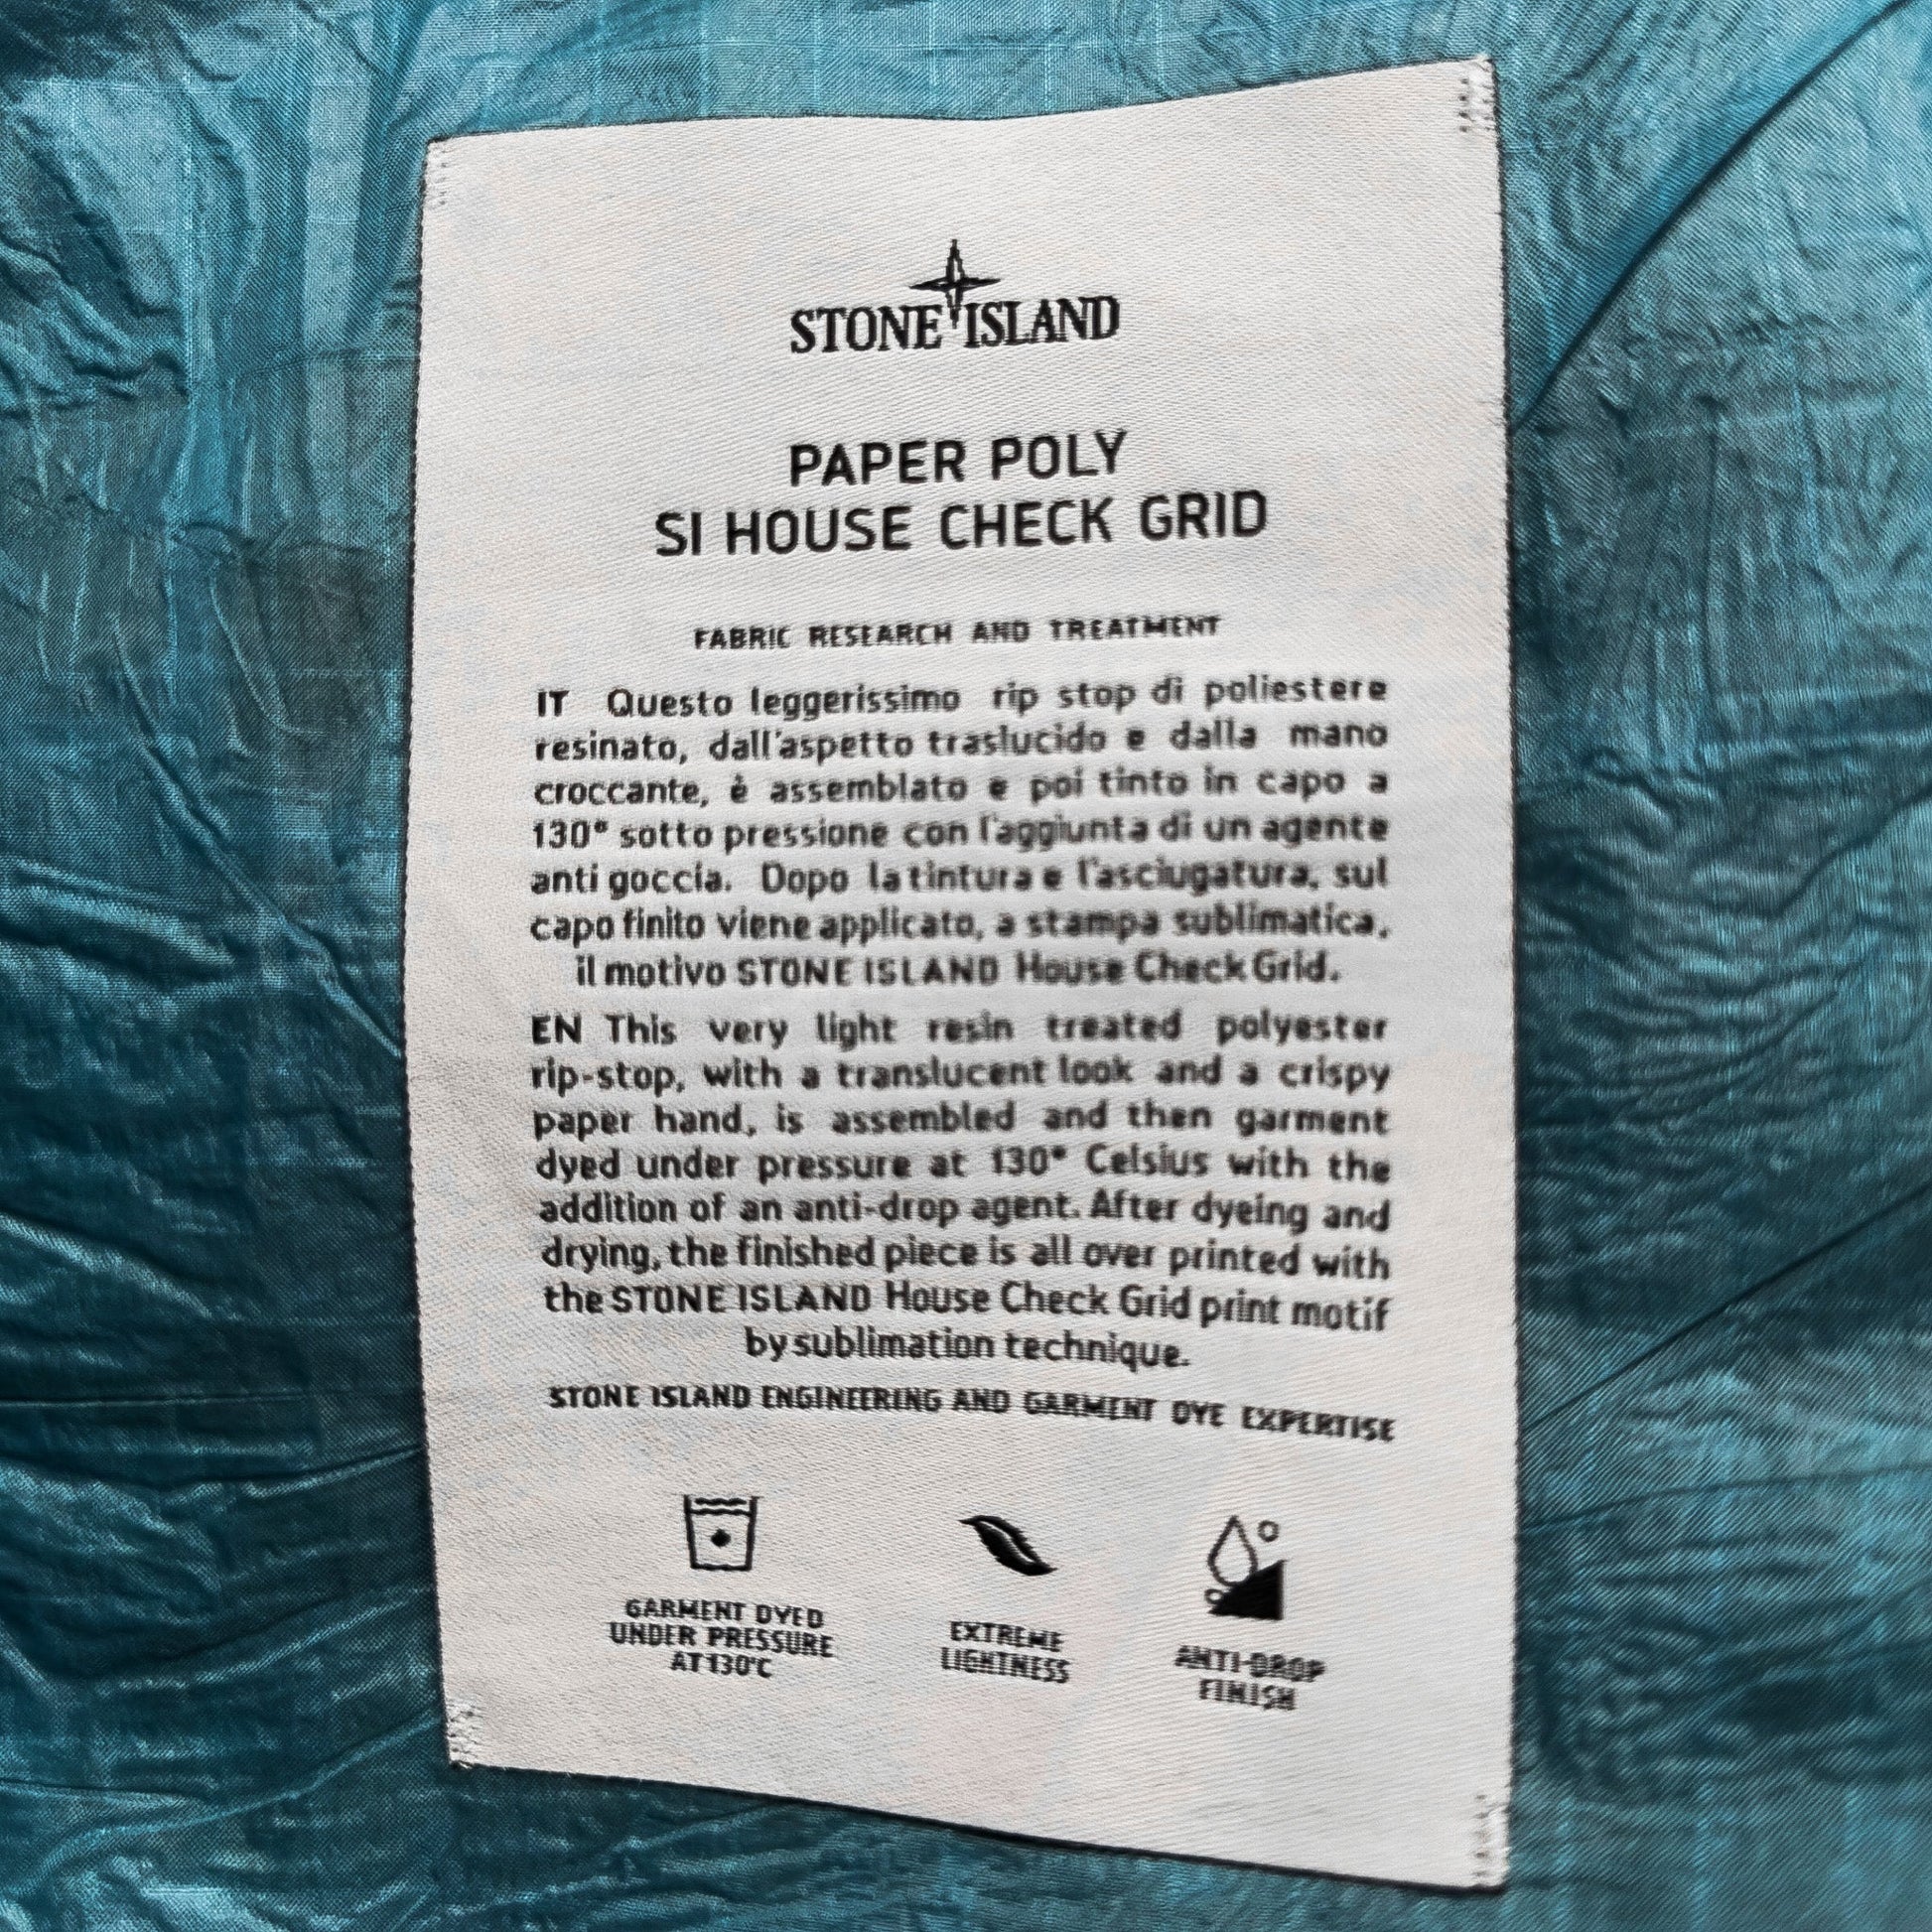 STONE ISLAND
PAPER POLY
SI HOUSE CHECK GRID
FABRIC RESEARCH AND TREATMENT
IT Questo leggerissimo rip stop di poliestere
resinato, dall'aspetto traslucido e dalla mano
croccante, è assemblato e poi tinto in capo a
130° sotto pressione con l'aggiunta di un agente
anti goccia. Dopo la tintura e l'asciugatura, sul
capo finito viene applicato, a stampa sublimatica,
il motivo STONE ISLAND House Check Grid.
EN This very light resin treated polyester
rip-stop, with a translucent look and a crispy
paper hand, is assembled and then garment
dyed under pressure at 130° Celsius with the
addition of an anti-drop agent. After dyeing and
drying, the finished piece is all over printed with
the STONE ISLAND House Check Grid print motif
by sublimation technique.
STONE ISLAND ENGINEERING AND GARMENT DYE EXPERTISE
GARMENT DYED
UNDER PRESSURE
AT 130°C
EXTREME
LIGHTNESS
ANTI-DROP
FINISH